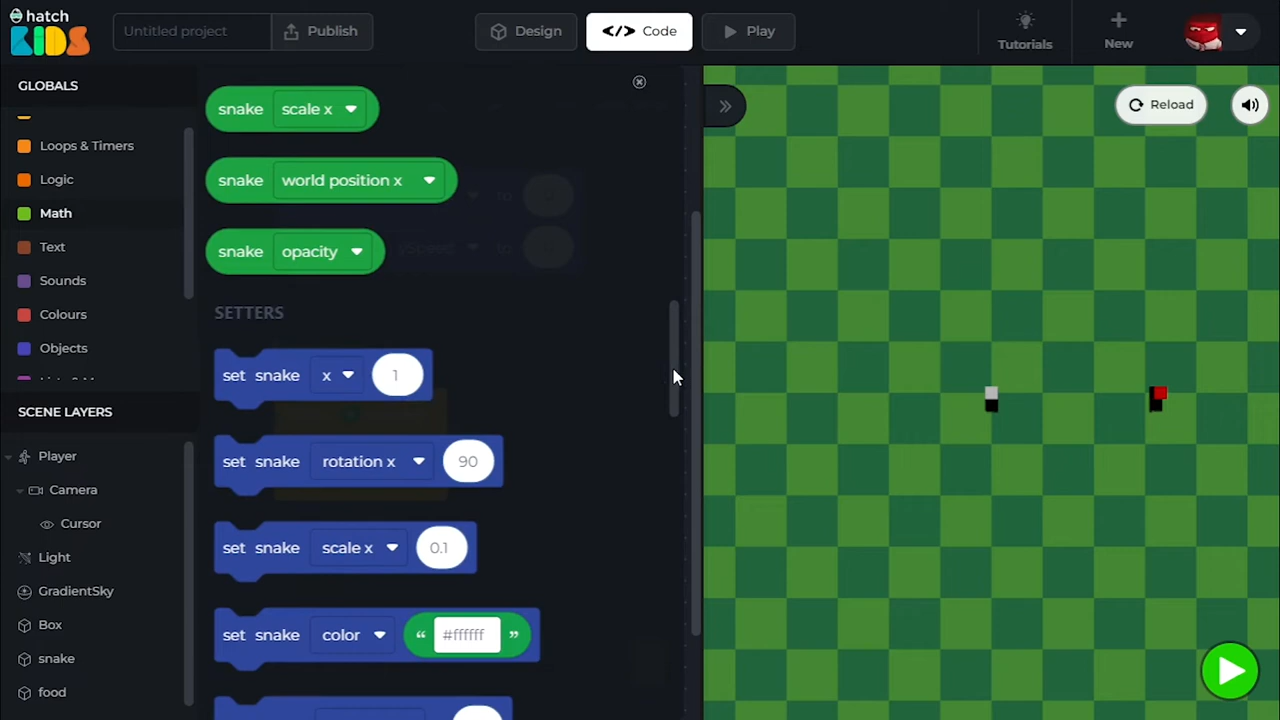 hatch
KIDS
Untitled project
Publish
Design
</> Code
Play
Tutorials
New
GLOBALS
Loops & Timers
Logic
Math
Text
Sounds
Colours
Objects
SCENE LAYERS
Player
Camera
Cursor
Light
GradientSky
Box
snake
food
snake scale x
snake world position x
snake opacity
to
to
SETTERS
set snake x 1
set snake rotation x 90
set snake scale x 0.1
set snake color “ #ffffff ”
Reload